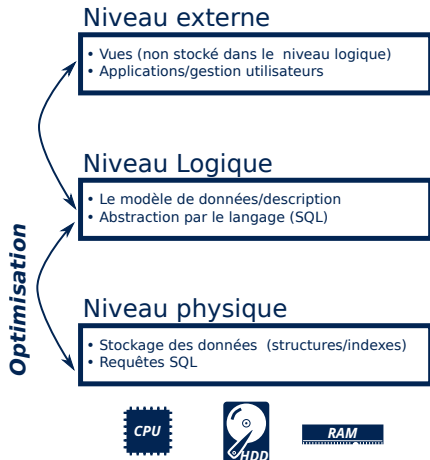 Niveau externe
• Vues (non stocké dans le niveau logique)
• Applications/gestion utilisateurs
Niveau Logique
• Le modèle de données/description
• Abstraction par le langage (SQL)
Optimisation
Niveau physique
• Stockage des données (structures/indexes)
• Requêtes SQL
CPU
HDD
RAM